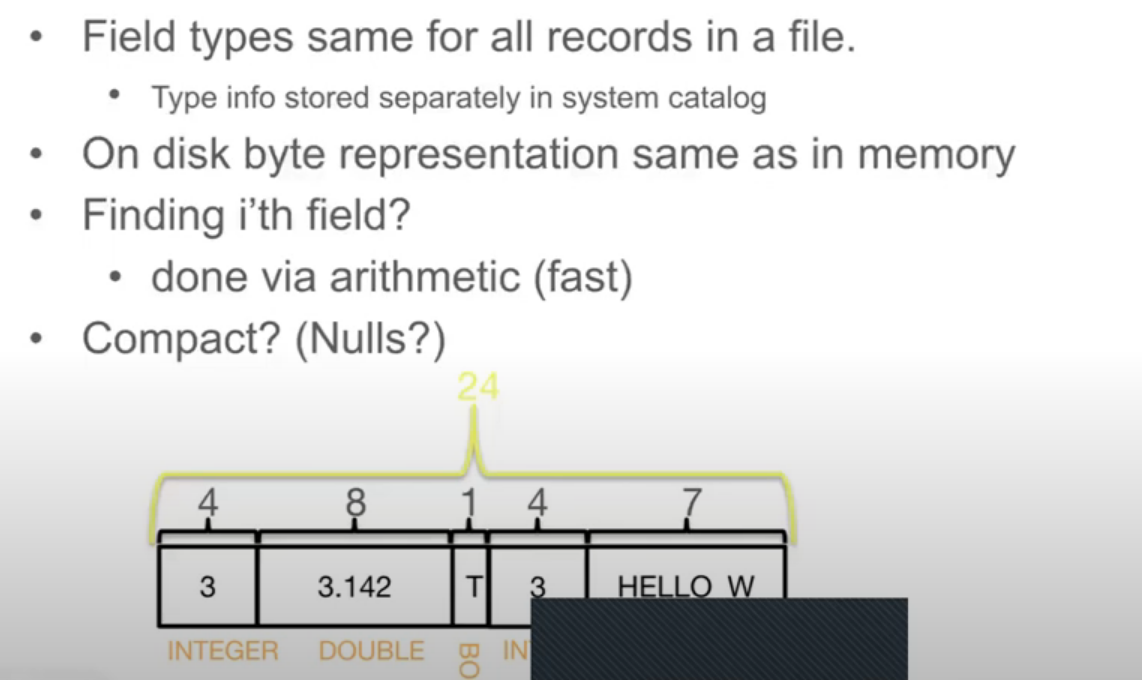 Field types same for all records in a file.
Type info stored separately in system catalog
On disk byte representation same as in memory
Finding i'th field?
done via arithmetic (fast)
Compact? (Nulls?)
24
4 8 1 4 7
3 3.142 T 3 HELLO W
INTEGER DOUBLE BO IN